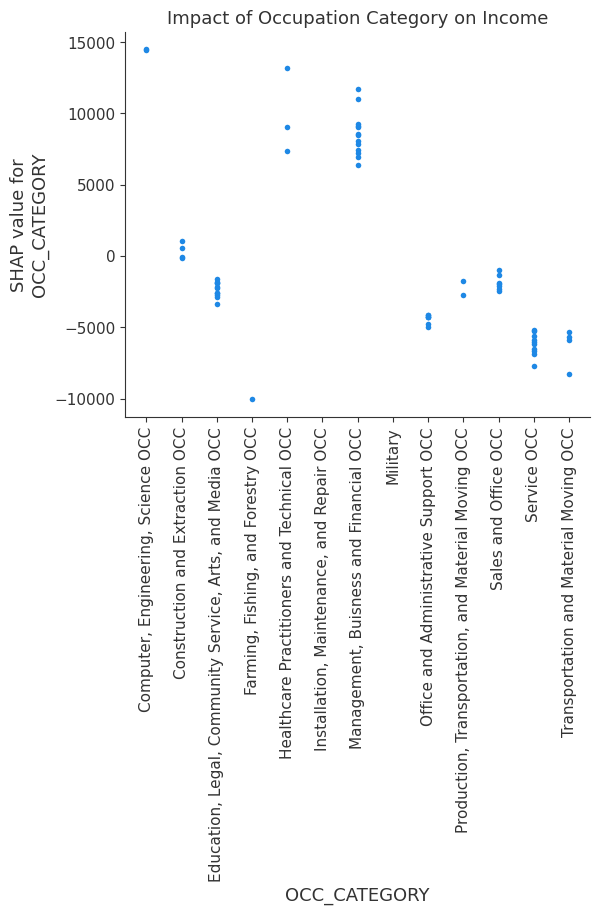 Impact of Occupation Category on Income
15000
10000
5000
0
−5000
−10000
SHAP value for
OCC_CATEGORY
Computer, Engineering, Science OCC
Construction and Extraction OCC
Education, Legal, Community Service, Arts, and Media OCC
Farming, Fishing, and Forestry OCC
Healthcare Practitioners and Technical OCC
Installation, Maintenance, and Repair OCC
Management, Buisness and Financial OCC
Military
Office and Administrative Support OCC
Production, Transportation, and Material Moving OCC
Sales and Office OCC
Service OCC
Transportation and Material Moving OCC
OCC_CATEGORY